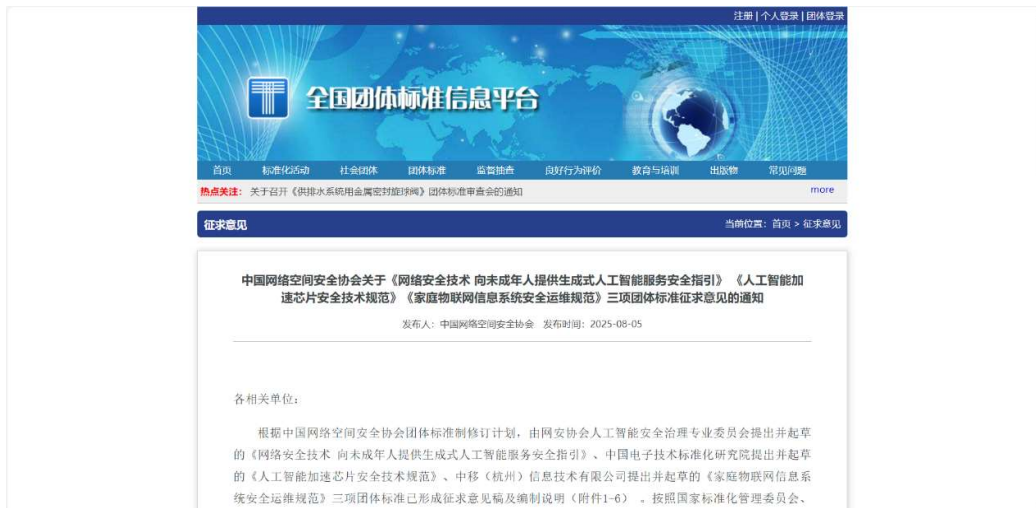 注册 | 个人登录 | 团体登录
全国团体标准信息平台
首页 标准化活动 社会团体 团体标准 监督抽查 良好行为评价 教育与培训 出版物 常见问题
热点关注： 关于召开《供排水系统用金属密封旋球阀》团体标准审查会的通知 more
征求意见 当前位置：首页 > 征求意见
中国网络空间安全协会关于《网络安全技术 向未成年人提供生成式人工智能服务安全指引》 《人工智能加
速芯片安全技术规范》《家庭物联网信息系统安全运维规范》三项团体标准征求意见的通知
发布人：中国网络空间安全协会 发布时间：2025-08-05
各相关单位：
根据中国网络空间安全协会团体标准制修订计划，由网安协会人工智能安全治理专业委员会提出并起草
的《网络安全技术 向未成年人提供生成式人工智能服务安全指引》、中国电子技术标准化研究院提出并起草
的《人工智能加速芯片安全技术规范》、中移（杭州）信息技术有限公司提出并起草的《家庭物联网信息系
统安全运维规范》三项团体标准已形成征求意见稿及编制说明（附件1-6） 。按照国家标准化管理委员会、